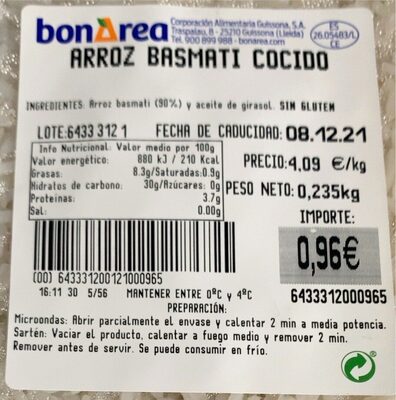 bonArea
Corporación Alimentaria Guissona, S.A.
Traspalau, 8 - 25210 Guissona (Lleida)
Tel. 900 899 988 - bonarea.com
ES
26.05483/L
CE
ARROZ BASMATI COCIDO
INGREDIENTES: Arroz basmati (90%) y aceite de girasol. SIN GLUTEN
LOTE:6433 312 1 FECHA DE CADUCIDAD: 08.12.21
Info Nutricional: Valor medio por 100g
Valor energético: 880 kJ / 210 Kcal
Grasas: 8.3g/Saturadas:0.9g
Hidratos de carbono: 30g/Azúcares: 0g
Proteinas: 3.7g
Sal: 0.00g
PRECIO:4,09 €/kg
PESO NETO: 0,235kg
IMPORTE:
0,96€
(00) 643331200121000965
6433312000965
16:11 30 5/56 MANTENER ENTRE 0ºC y 4ºC
PREPARACIÓN:
Microondas: Abrir parcialmente el envase y calentar 2 min a media potencia.
Sartén: Vaciar el producto, calentar a fuego medio y remover 2 min.
Remover antes de servir. Se puede consumir en frío.